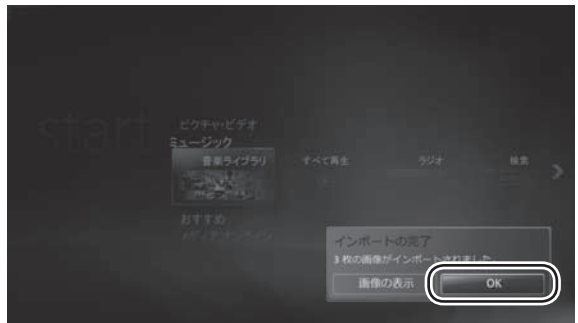 start
ピクチャ・ビデオ
ミュージック
音楽ライブラリ
すべて再生
ラジオ
検索
おすすめ
インポートの完了
3 枚の画像がインポートされました
画像の表示
OK